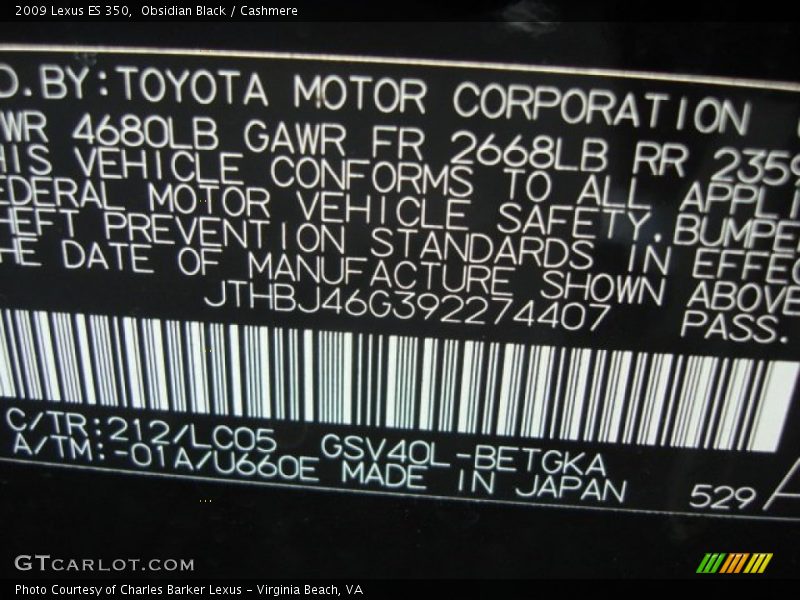 2009 Lexus ES 350, Obsidian Black / Cashmere
D.BY:TOYOTA MOTOR CORPORATION
WR 4680LB GAWR FR 2668LB RR 2359
HIS VEHICLE CONFORMS TO ALL APPLI
EDERAL MOTOR VEHICLE SAFETY, BUMPE
HEFT PREVENTION STANDARDS IN EFFEC
HE DATE OF MANUFACTURE SHOWN ABOVE
JTHBJ46G392274407 PASS.
C/TR:212/LC05 GSV40L-BETGKA
A/TM:-01A/U660E MADE IN JAPAN 529
GTCARLOT.COM
Photo Courtesy of Charles Barker Lexus - Virginia Beach, VA